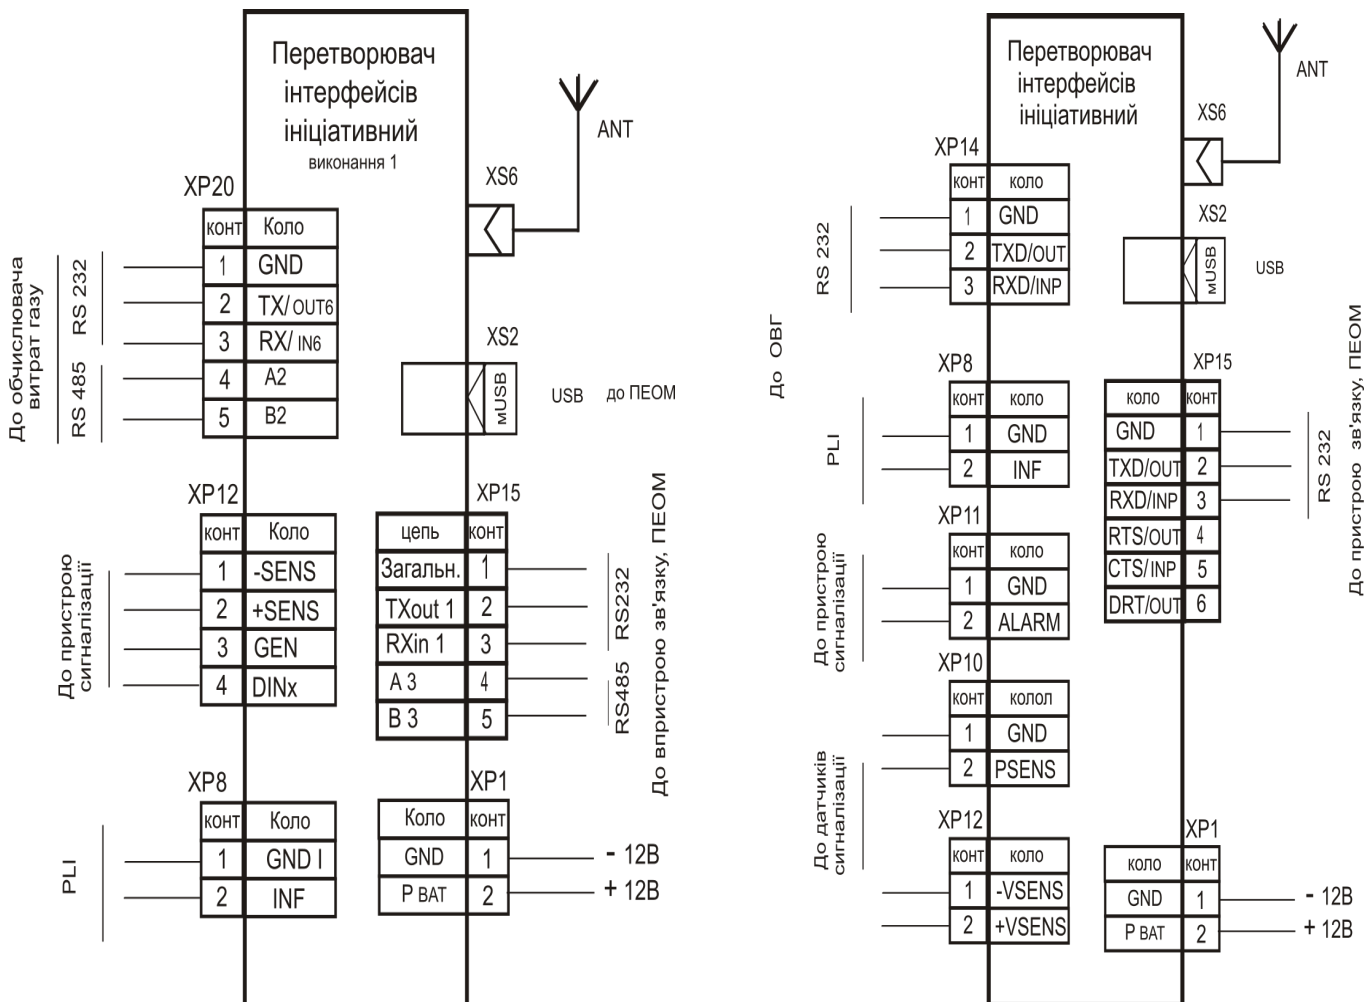 Перетворювач
інтерфейсів
ініціативний
виконання 1
ANT
XS6
XP20
конт Коло
1 GND
2 TX/ OUT6
3 RX/ IN6
4 A2
5 B2
До обчислювача
витрат газу
RS 232
RS 485
XS2
мUSB
USB до ПЕОМ
XP12
конт Коло
1 -SENS
2 +SENS
3 GEN
4 DINx
До пристрою
сигналізації
XP15
цепь конт
Загальн. 1
TXout 1 2
RXin 1 3
A 3 4
B 3 5
RS232
RS485
До впристрою зв'язку, ПЕОМ
XP8
конт Коло
1 GND I
2 INF
PLI
XP1
Коло конт
GND 1 - 12В
P BAT 2 + 12В
Перетворювач
інтерфейсів
ініціативний
ANT
XS6
XP14
конт коло
1 GND
2 TXD/OUT
3 RXD/INP
RS 232
До ОВГ
XS2
мUSB
USB
XP8
конт коло
1 GND
2 INF
PLI
XP15
коло конт
GND 1
TXD/OUT 2
RXD/INP 3
RTS/OUT 4
CTS/INP 5
DRT/OUT 6
RS 232
До пристрою зв'язку, ПЕОМ
XP11
конт коло
1 GND
2 ALARM
До пристрою
сигналізації
XP10
конт колол
1 GND
2 PSENS
До датчиків
сигналізації
XP12
конт коло
1 -VSENS
2 +VSENS
XP1
коло конт
GND 1 - 12В
P BAT 2 + 12В